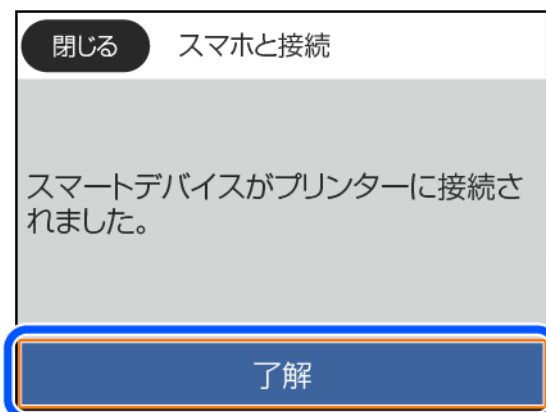 閉じる スマホと接続
スマートデバイスがプリンターに接続さ
れました。
了解